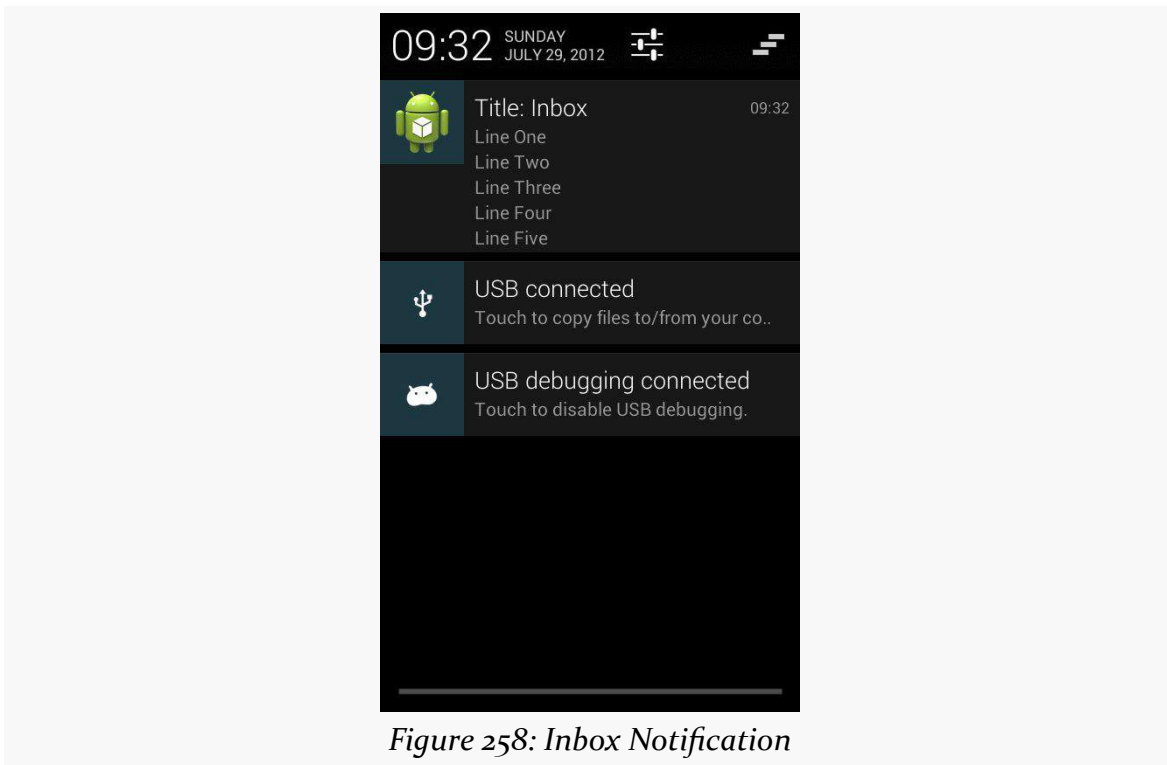 09:32 SUNDAY
JULY 29, 2012
Title: Inbox 09:32
Line One
Line Two
Line Three
Line Four
Line Five
USB connected
Touch to copy files to/from your co..
USB debugging connected
Touch to disable USB debugging.
Figure 258: Inbox Notification